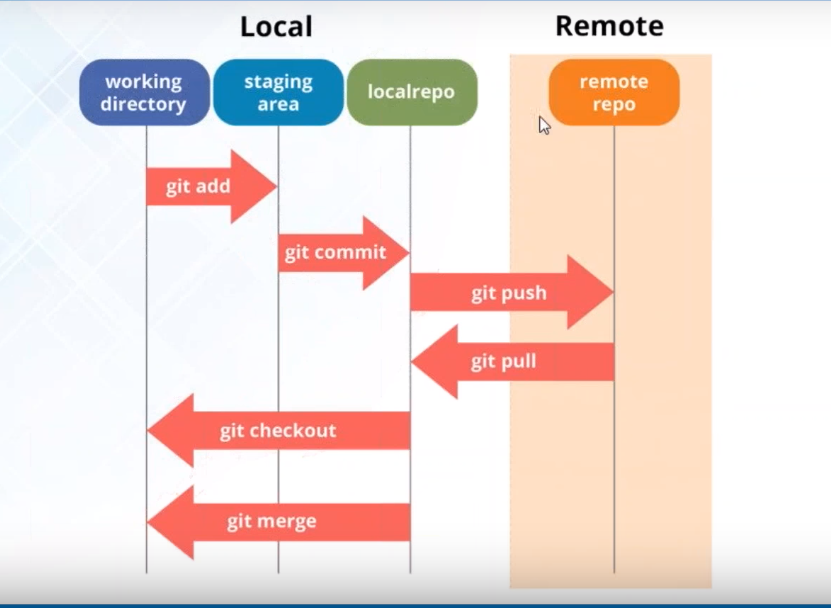 Local
Remote
working
directory
staging
area
localrepo
remote
repo
git add
git commit
git push
git pull
git checkout
git merge